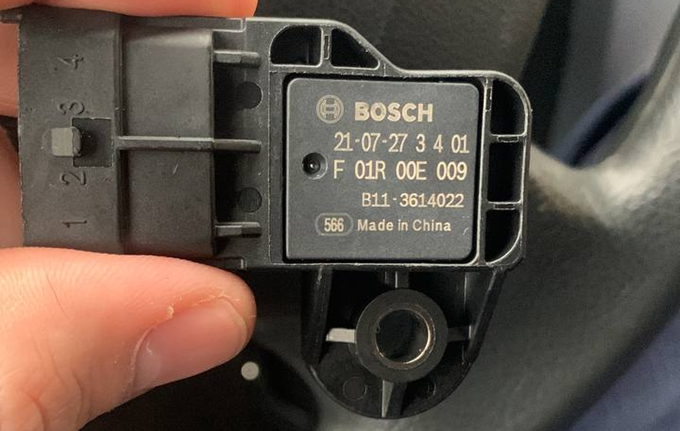 BOSCH
21-07-27 3 4 01
F 01R 00E 009
B11-3614022
566 Made in China
4
3
2
1